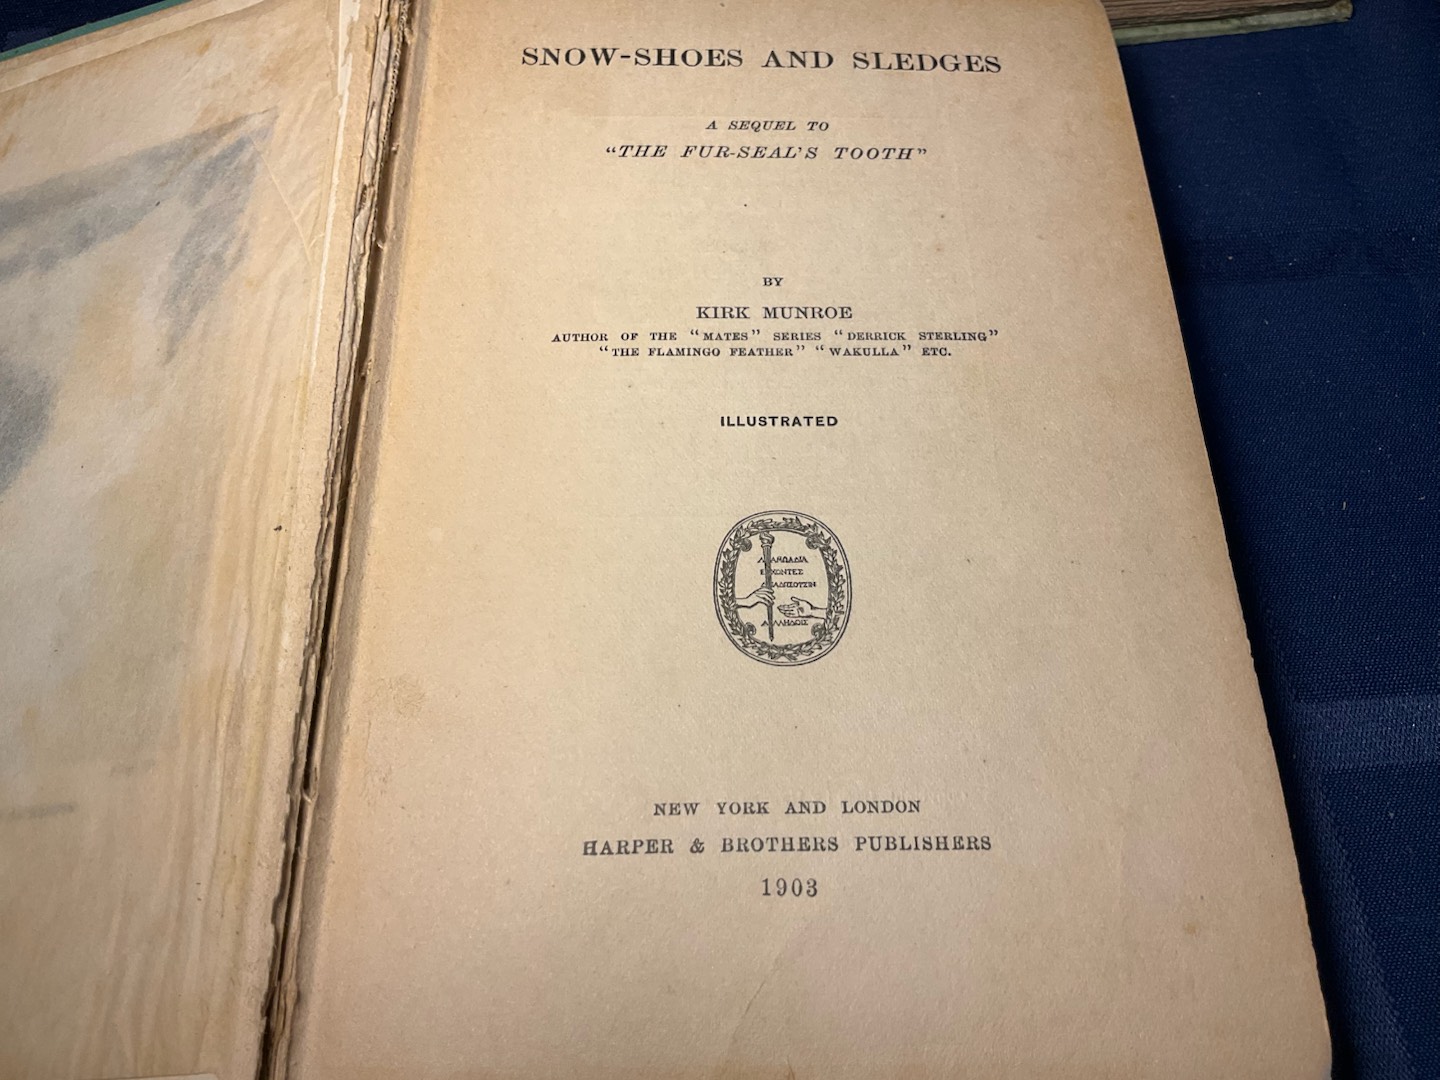 SNOW-SHOES AND SLEDGES
A SEQUEL TO
“THE FUR-SEAL'S TOOTH”
BY
KIRK MUNROE
AUTHOR OF THE “MATES” SERIES “DERRICK STERLING”
“THE FLAMINGO FEATHER” “WAKULLA” ETC.
ILLUSTRATED
NEW YORK AND LONDON
HARPER & BROTHERS PUBLISHERS
1903